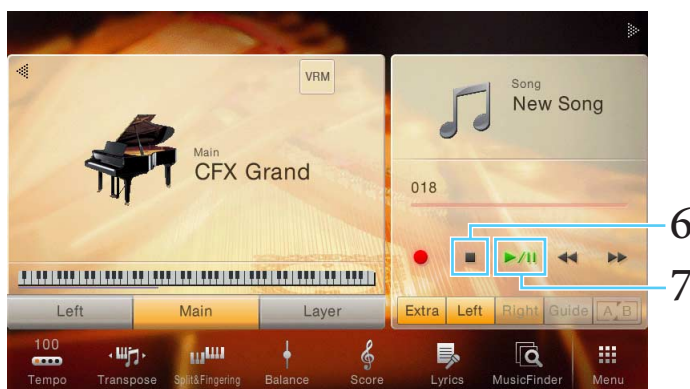 VRM
Main
CFX Grand
Left
Main
Layer
Song
New Song
018
6
7
Extra
Left
Right
Guide
A B
100
Tempo
Transpose
Split&Fingering
Balance
Score
Lyrics
MusicFinder
Menu